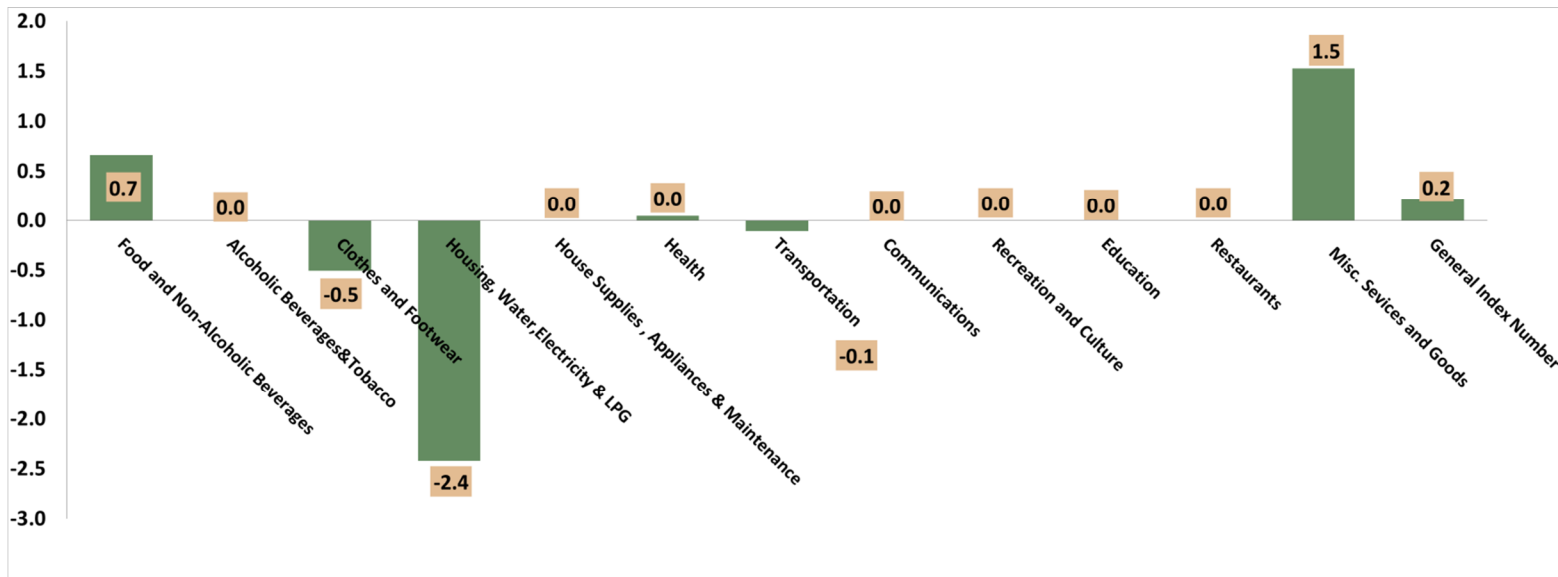 2.0
1.5
1.0
0.5
0.0
-0.5
-1.0
-1.5
-2.0
-2.5
-3.0
0.7
0.0
-0.5
-2.4
0.0
0.0
-0.1
0.0
0.0
0.0
0.0
1.5
0.2
Food and Non-Alcoholic Beverages
Alcoholic Beverages&Tobacco
Clothes and Footwear
Housing, Water,Electricity & LPG
House Supplies , Appliances & Maintenance
Health
Transportation
Communications
Recreation and Culture
Education
Restaurants
Misc. Sevices and Goods
General Index Number